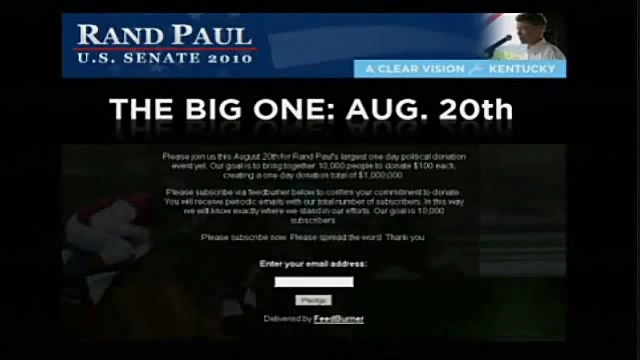 RAND PAUL
U.S. SENATE 2010
A CLEAR VISION for KENTUCKY
THE BIG ONE: AUG. 20th
Please join us this August 20th for Rand Paul's largest one day political donation
event yet. Our goal is to bring together 10,000 people to donate $100 each,
creating a one day donation total of $1,000,000.
Please subscribe via feedburner below to confirm your commitment to donate.
You will receive periodic emails with our total number of subscribers. In this way
we will know exactly where we stand in our efforts. Our goal is 10,000
subscribers.
Please subscribe now. Please spread the word. Thank you
Enter your email address:
Pledge
Delivered by FeedBurner